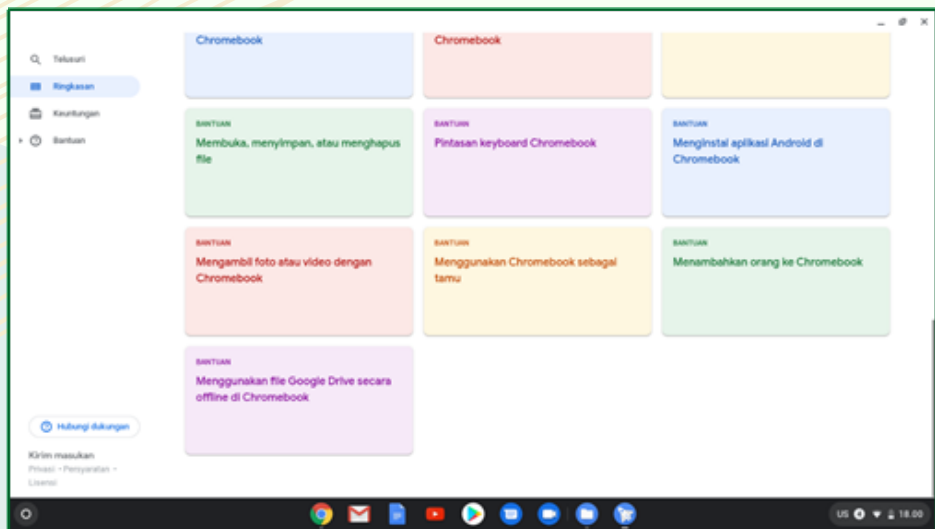 Chromebook
Chromebook
Telusuri
Ringkasan
Keuntungan
Bantuan
BANTUAN
Membuka, menyimpan, atau menghapus
file
BANTUAN
Pintasan keyboard Chromebook
BANTUAN
Menginstal aplikasi Android di
Chromebook
BANTUAN
Mengambil foto atau video dengan
Chromebook
BANTUAN
Menggunakan Chromebook sebagai
tamu
BANTUAN
Menambahkan orang ke Chromebook
BANTUAN
Menggunakan file Google Drive secara
offline di Chromebook
Hubungi dukungan
Kirim masukan
Privasi • Persyaratan •
Lisensi
US 18.00